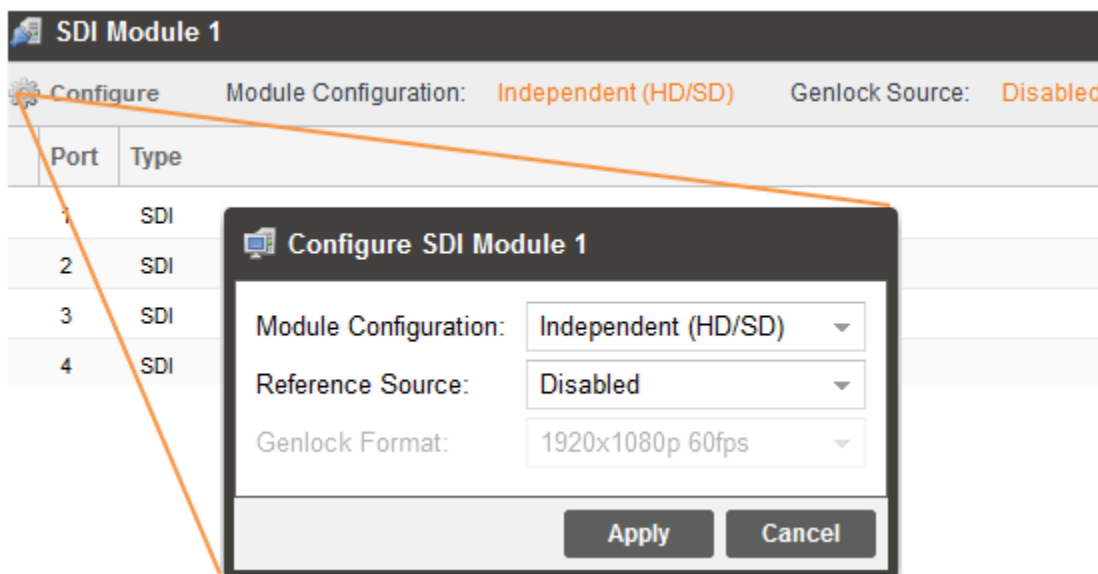 SDI Module 1
Configure Module Configuration: Independent (HD/SD) Genlock Source: Disabled
Port Type
1 SDI
2 SDI
3 SDI
4 SDI
Configure SDI Module 1
Module Configuration: Independent (HD/SD)
Reference Source: Disabled
Genlock Format: 1920x1080p 60fps
Apply Cancel